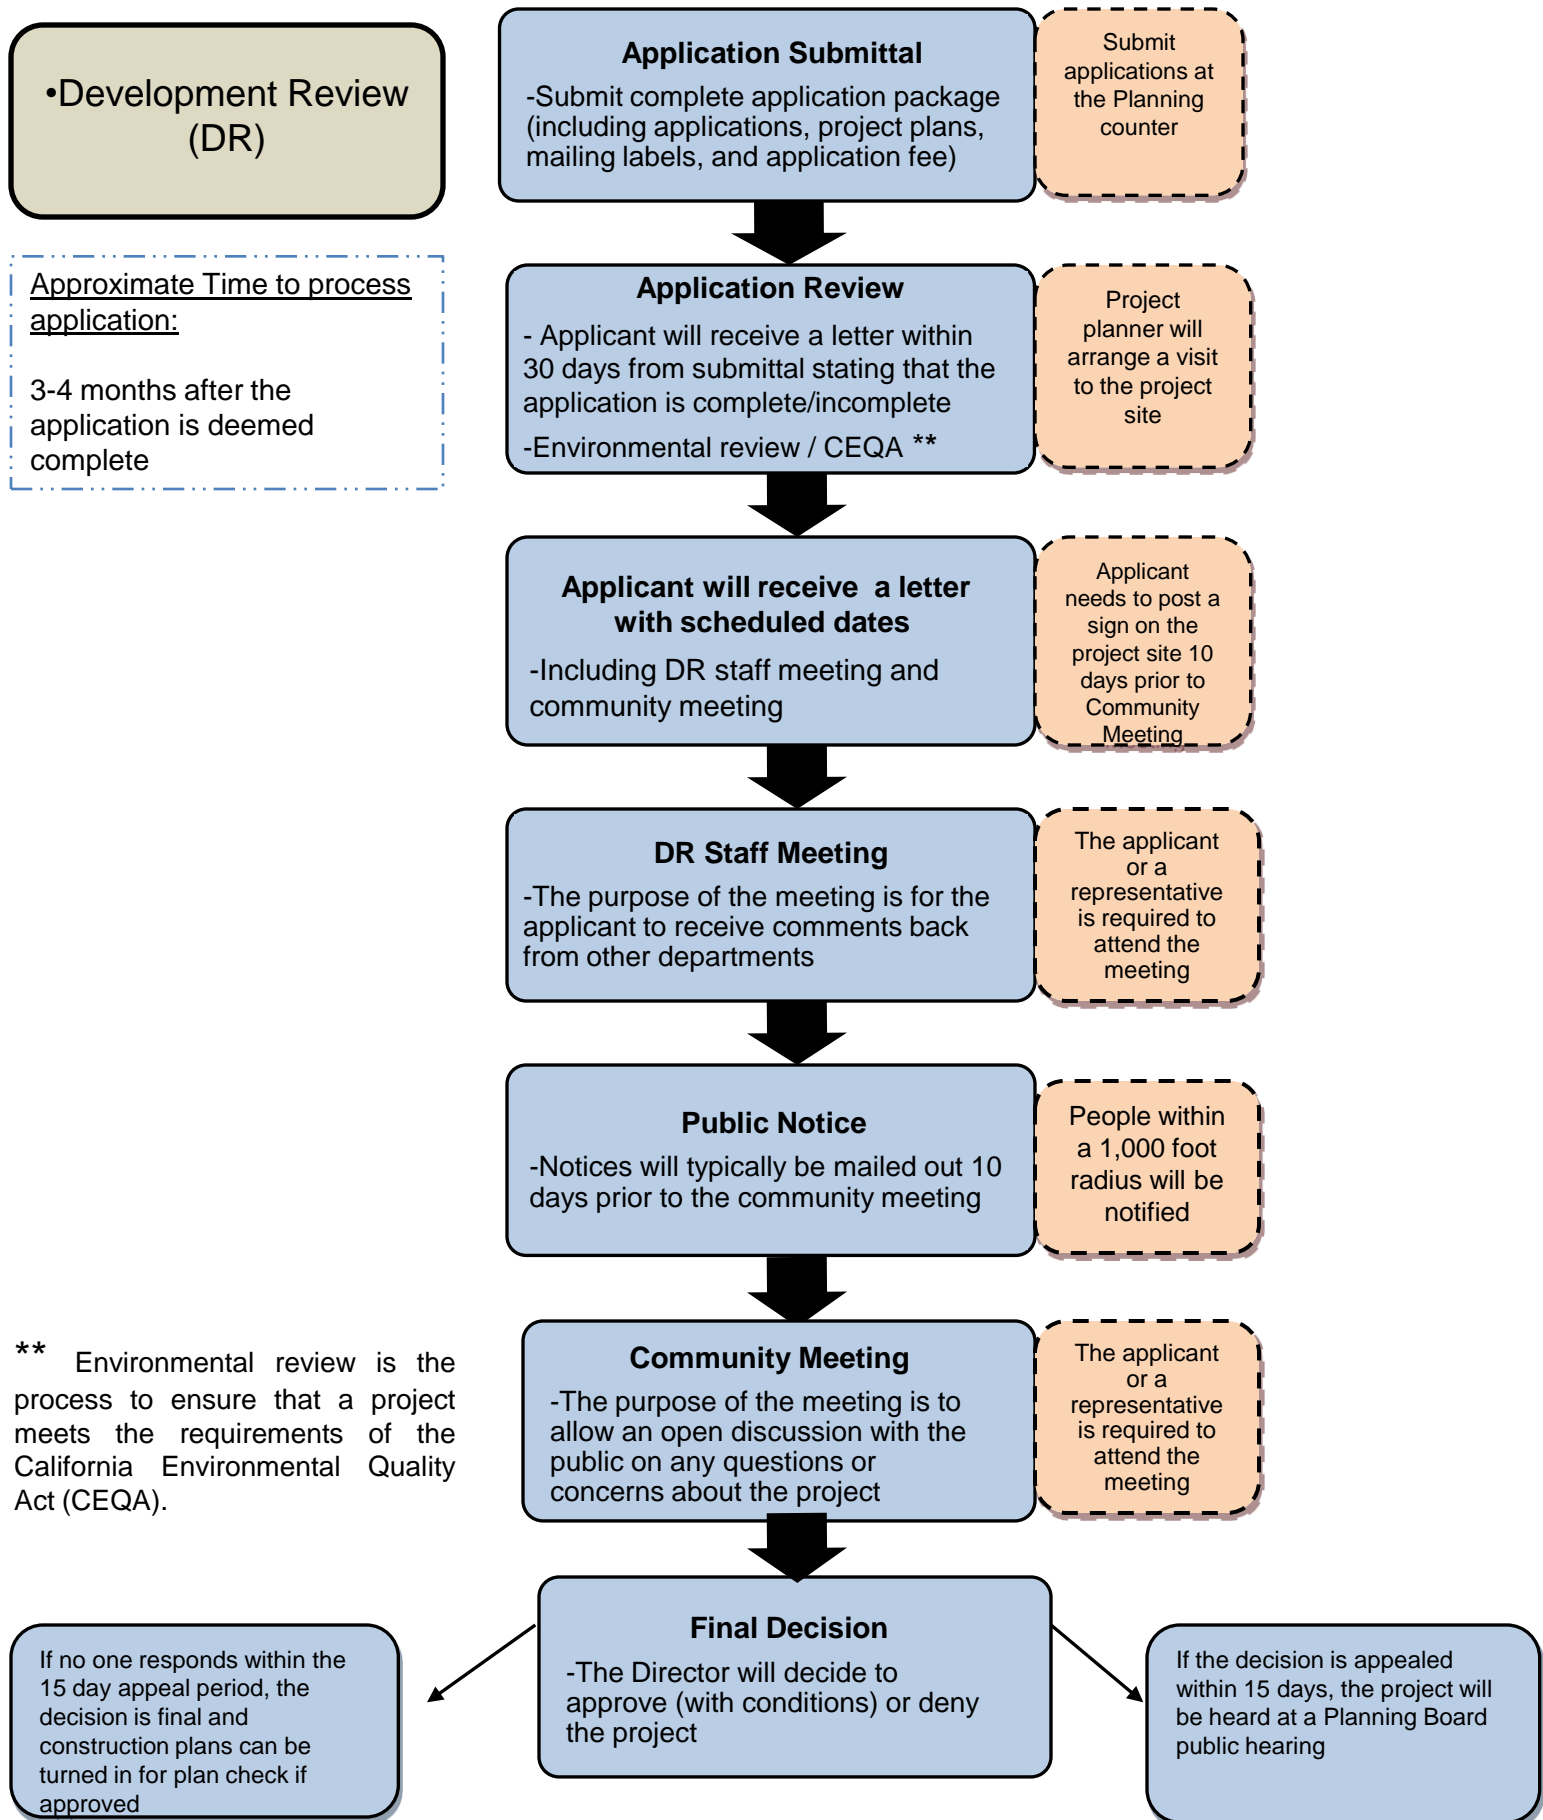 •Development Review
(DR)
Approximate Time to process
application:
3-4 months after the
application is deemed
complete
Application Submittal
-Submit complete application package
(including applications, project plans,
mailing labels, and application fee)
Submit
applications at
the Planning
counter
Application Review
- Applicant will receive a letter within
30 days from submittal stating that the
application is complete/incomplete
-Environmental review / CEQA **
Project
planner will
arrange a visit
to the project
site
Applicant will receive a letter
with scheduled dates
-Including DR staff meeting and
community meeting
Applicant
needs to post a
sign on the
project site 10
days prior to
Community
Meeting
DR Staff Meeting
-The purpose of the meeting is for the
applicant to receive comments back
from other departments
The applicant
or a
representative
is required to
attend the
meeting
Public Notice
-Notices will typically be mailed out 10
days prior to the community meeting
People within
a 1,000 foot
radius will be
notified
** Environmental review is the
process to ensure that a project
meets the requirements of the
California Environmental Quality
Act (CEQA).
Community Meeting
-The purpose of the meeting is to
allow an open discussion with the
public on any questions or
concerns about the project
The applicant
or a
representative
is required to
attend the
meeting
Final Decision
-The Director will decide to
approve (with conditions) or deny
the project
If no one responds within the
15 day appeal period, the
decision is final and
construction plans can be
turned in for plan check if
approved
If the decision is appealed
within 15 days, the project will
be heard at a Planning Board
public hearing